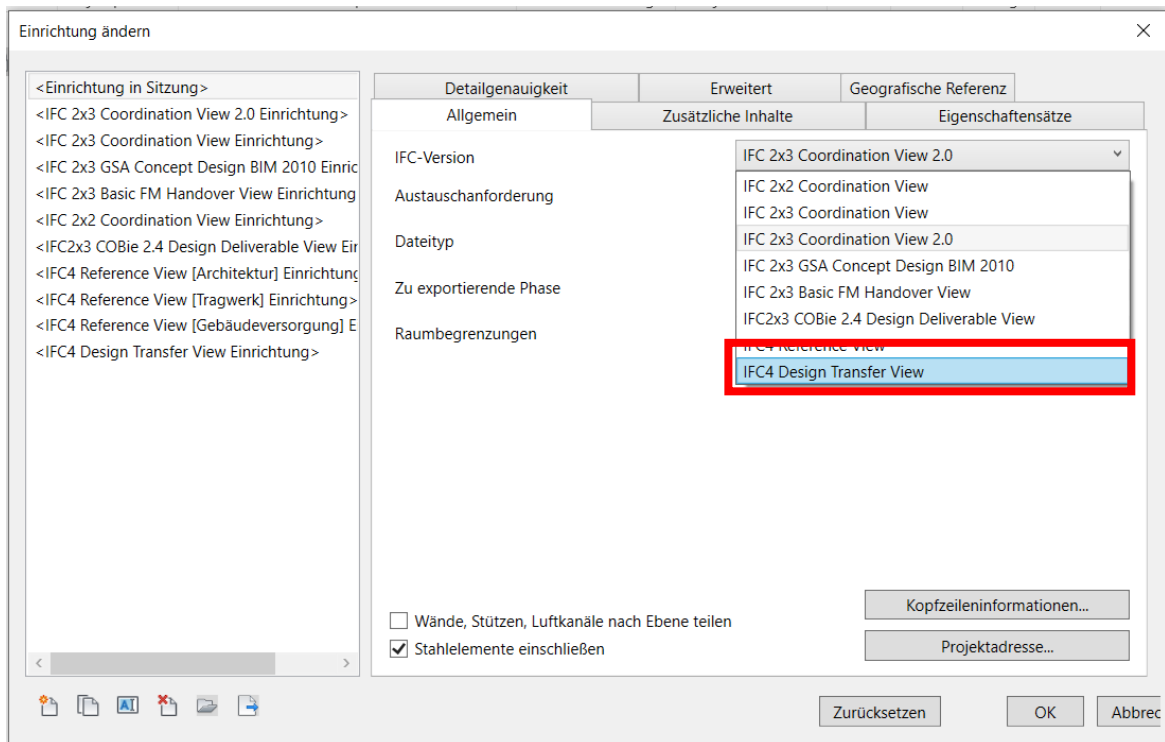 Einrichtung ändern
<Einrichtung in Sitzung>
<IFC 2x3 Coordination View 2.0 Einrichtung>
<IFC 2x3 Coordination View Einrichtung>
<IFC 2x3 GSA Concept Design BIM 2010 Einric
<IFC 2x3 Basic FM Handover View Einrichtung
<IFC 2x2 Coordination View Einrichtung>
<IFC2x3 COBie 2.4 Design Deliverable View Eir
<IFC4 Reference View [Architektur] Einrichtung
<IFC4 Reference View [Tragwerk] Einrichtung>
<IFC4 Reference View [Gebäudeversorgung] E
<IFC4 Design Transfer View Einrichtung>
Detailgenauigkeit
Erweitert
Geografische Referenz
Allgemein
Zusätzliche Inhalte
Eigenschaftensätze
IFC-Version
IFC 2x3 Coordination View 2.0
Austauschanforderung
Dateityp
Zu exportierende Phase
Raumbegrenzungen
IFC 2x2 Coordination View
IFC 2x3 Coordination View
IFC 2x3 Coordination View 2.0
IFC 2x3 GSA Concept Design BIM 2010
IFC 2x3 Basic FM Handover View
IFC2x3 COBie 2.4 Design Deliverable View
IFC4 Reference View
IFC4 Design Transfer View
Wände, Stützen, Luftkanäle nach Ebene teilen
Stahlelemente einschließen
Kopfzeileninformationen...
Projektadresse...
Zurücksetzen
OK
Abbrec